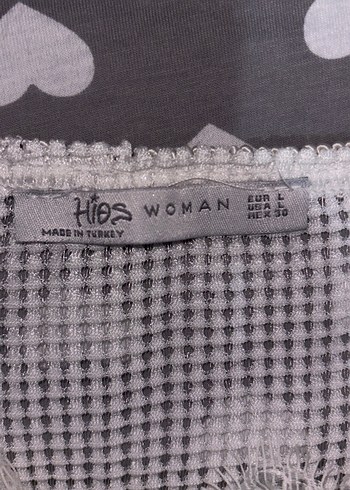 HiOS WOMAN
MADE IN TURKEY
EUR L
USA L
MEX 30